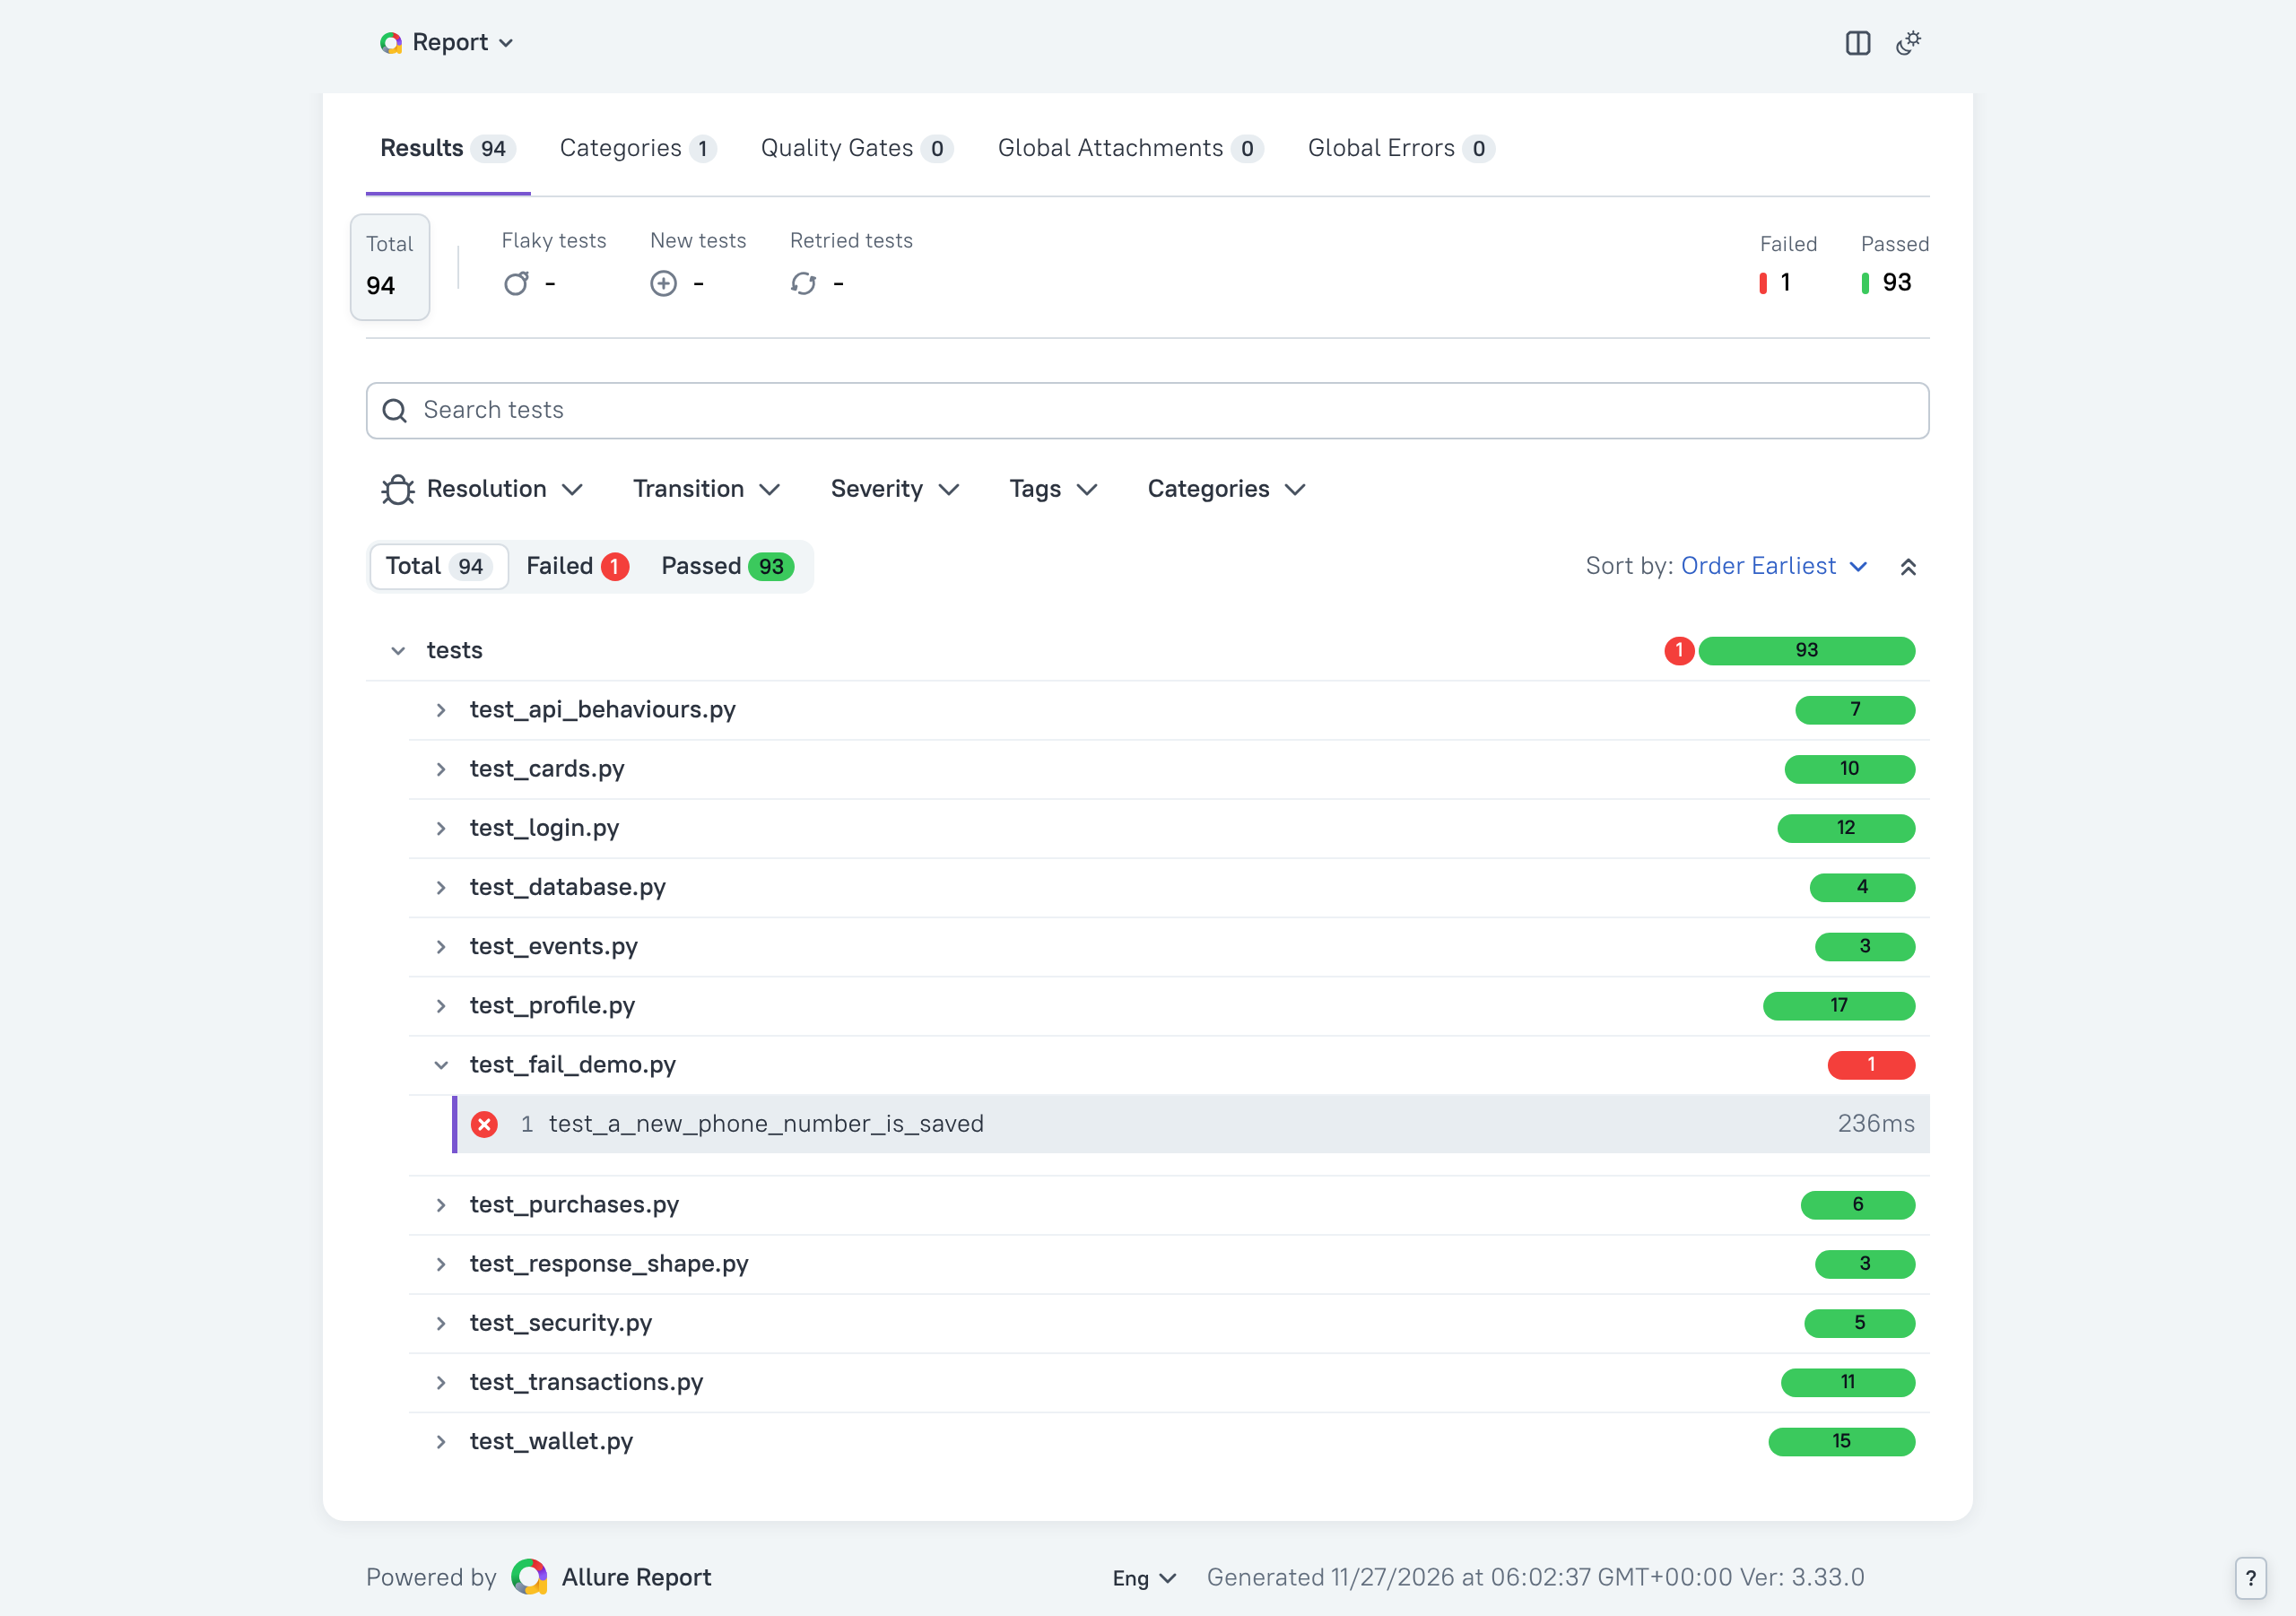 Report
Results 94 Categories 1 Quality Gates 0 Global Attachments 0 Global Errors 0
Total Flaky tests New tests Retried tests Failed Passed
94 - - - 1 93
Search tests
Resolution Transition Severity Tags Categories
Total 94 Failed 1 Passed 93 Sort by: Order Earliest
tests 1 93
test_api_behaviours.py 7
test_cards.py 10
test_login.py 12
test_database.py 4
test_events.py 3
test_profile.py 17
test_fail_demo.py 1
1 test_a_new_phone_number_is_saved 236ms
test_purchases.py 6
test_response_shape.py 3
test_security.py 5
test_transactions.py 11
test_wallet.py 15
Powered by Allure Report Eng Generated 11/27/2026 at 06:02:37 GMT+00:00 Ver: 3.33.0 ?